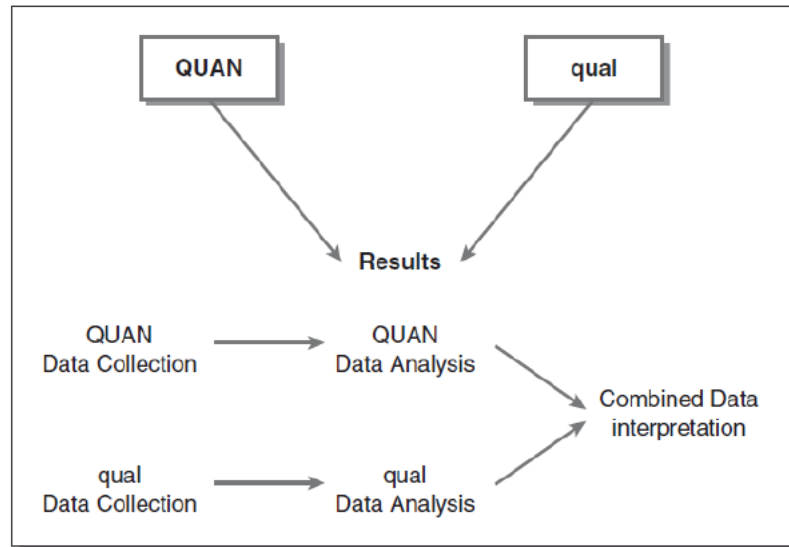 QUAN
qual
Results
QUAN
Data Collection
QUAN
Data Analysis
Combined Data
interpretation
qual
Data Collection
qual
Data Analysis